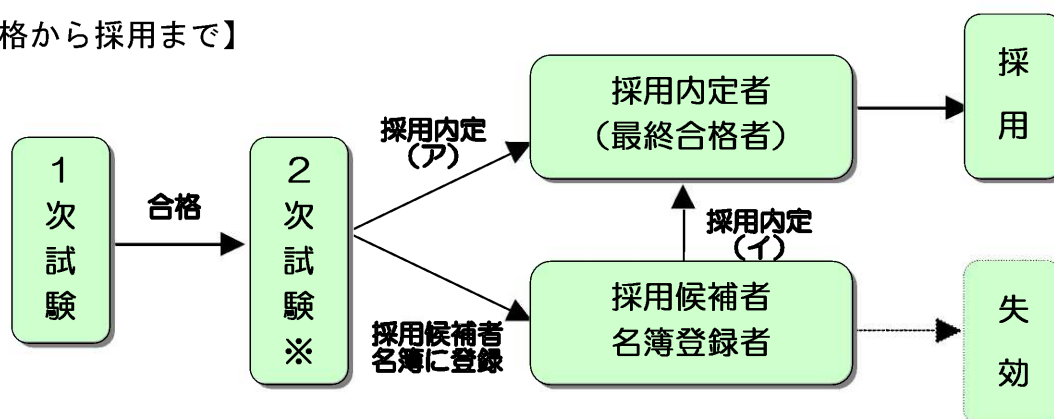 格から採用まで】
1
次
試
験
合格
2
次
試
験
※
採用内定
(ア)
採用内定者
(最終合格者)
採
用
採用内定
(イ)
採用候補者
名簿に登録
採用候補者
名簿登録者
失
効